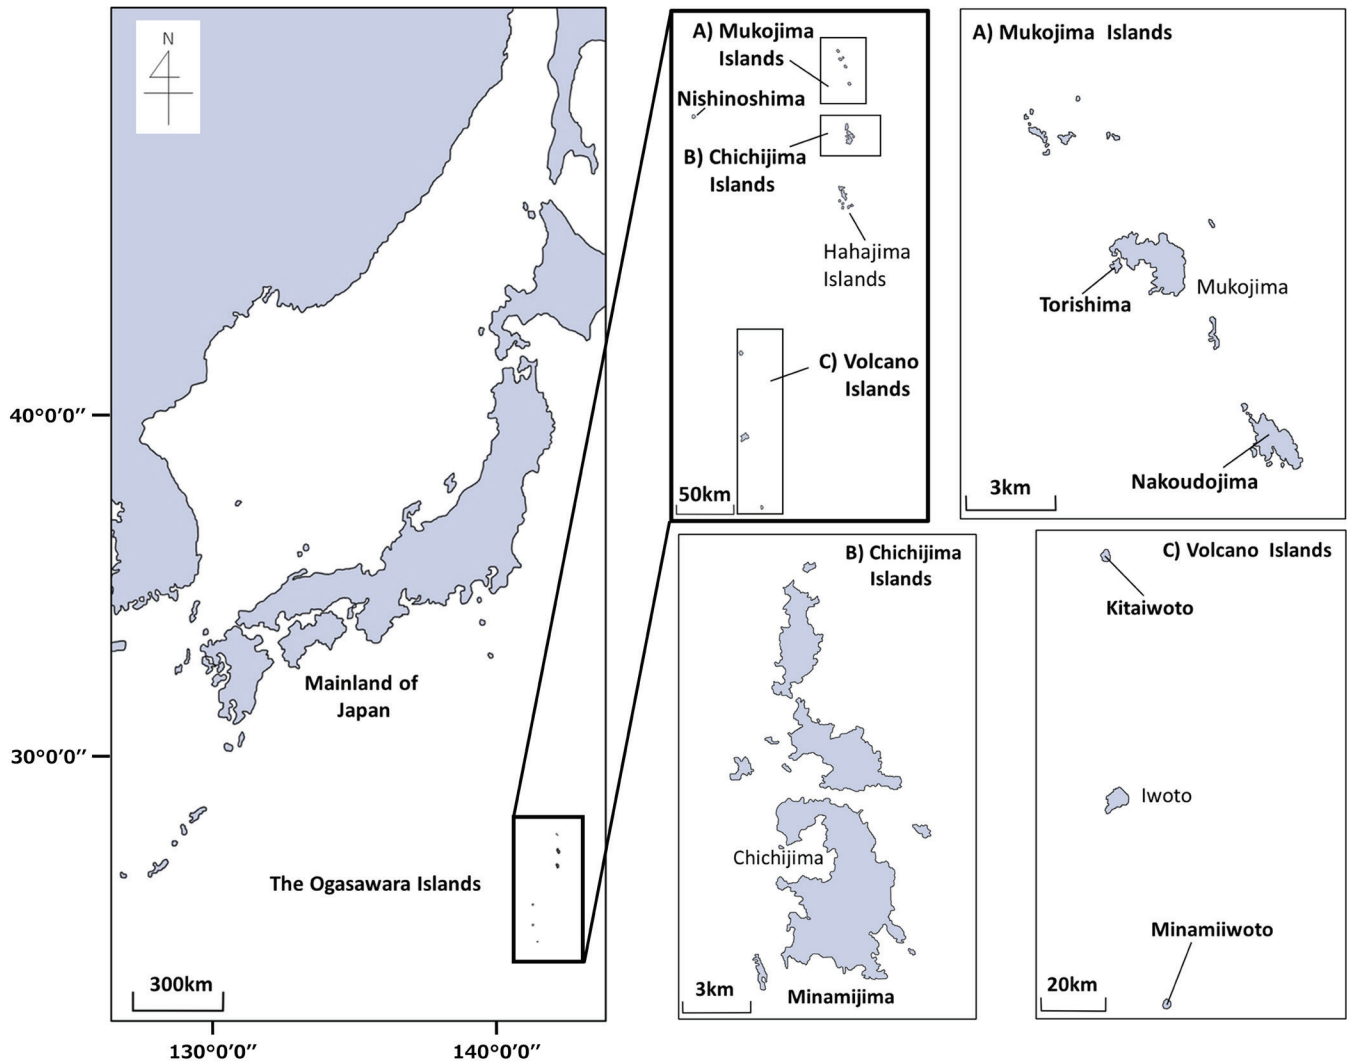 N
40°0′0″
30°0′0″
130°0′0″
140°0′0″
Mainland of
Japan
The Ogasawara Islands
300km
A) Mukojima
Islands
Nishinoshima
B) Chichijima
Islands
Hahajima
Islands
C) Volcano
Islands
50km
A) Mukojima Islands
Torishima
Mukojima
Nakoudojima
3km
B) Chichijima
Islands
Chichijima
Minamijima
3km
C) Volcano Islands
Kitaiwoto
Iwoto
Minamiiwoto
20km